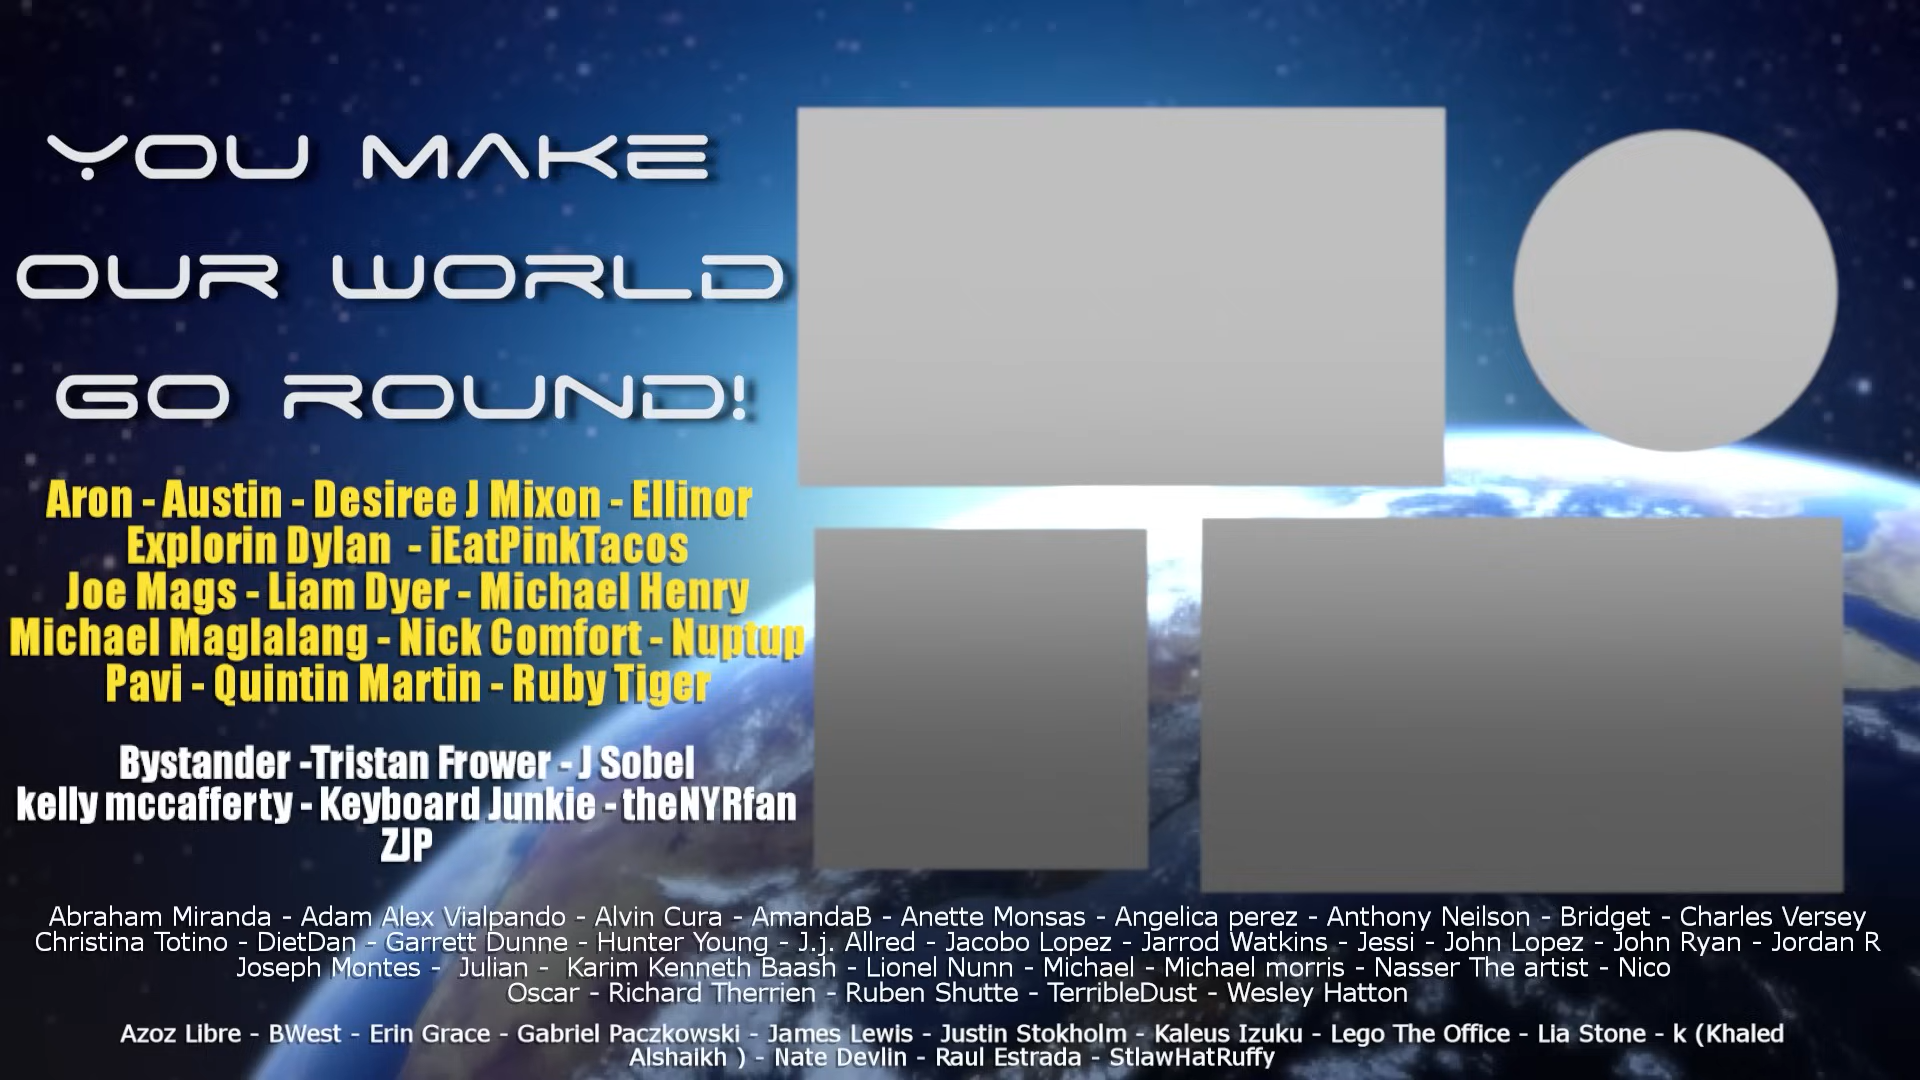 YOU MAKE
OUR WORLD
GO ROUND!
Aron - Austin - Desiree J Mixon - Ellinor
Explorin Dylan - iEatPinkTacos
Joe Mags - Liam Dyer - Michael Henry
Michael Maglalang - Nick Comfort - Nuptup
Pavi - Quintin Martin - Ruby Tiger
Bystander -Tristan Frower - J Sobel
kelly mccafferty - Keyboard Junkie - theNYRfan
ZJP
Abraham Miranda - Adam Alex Vialpando - Alvin Cura - AmandaB - Anette Monsas - Angelica perez - Anthony Neilson - Bridget - Charles Versey
Christina Totino - DietDan - Garrett Dunne - Hunter Young - J.j. Allred - Jacobo Lopez - Jarrod Watkins - Jessi - John Lopez - John Ryan - Jordan R
Joseph Montes - Julian - Karim Kenneth Baash - Lionel Nunn - Michael - Michael morris - Nasser The artist - Nico
Oscar - Richard Therrien - Ruben Shutte - TerribleDust - Wesley Hatton
Azoz Libre - BWest - Erin Grace - Gabriel Paczkowski - James Lewis - Justin Stokholm - Kaleus Izuku - Lego The Office - Lia Stone - k (Khaled
Alshaikh ) - Nate Devlin - Raul Estrada - StlawHatRuffy